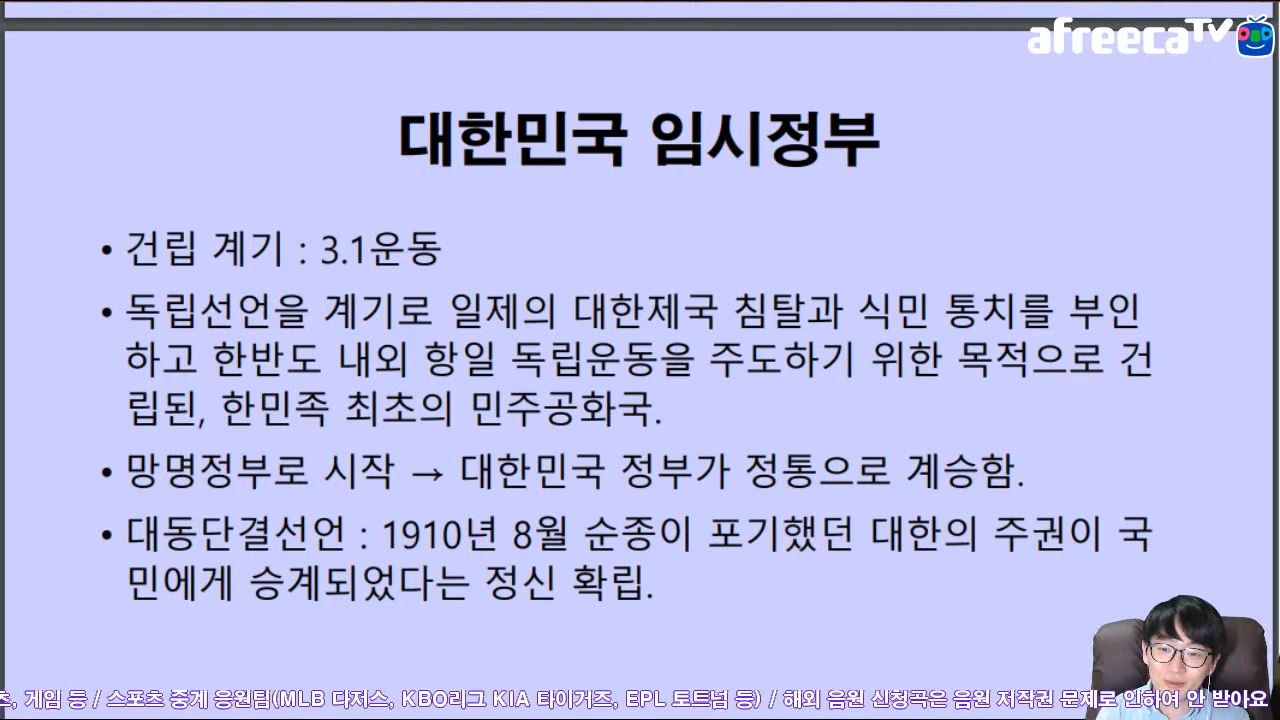 afreecaTV
대한민국 임시정부
• 건립 계기 : 3.1운동
• 독립선언을 계기로 일제의 대한제국 침탈과 식민 통치를 부인
하고 한반도 내외 항일 독립운동을 주도하기 위한 목적으로 건
립된, 한민족 최초의 민주공화국.
• 망명정부로 시작 → 대한민국 정부가 정통으로 계승함.
• 대동단결선언 : 1910년 8월 순종이 포기했던 대한의 주권이 국
민에게 승계되었다는 정신 확립.
츠, 게임 등 / 스포츠 중계 응원팀(MLB 다저스, KBO리그 KIA 타이거즈, EPL 토트넘 등) / 해외 음원 신청곡은 음원 저작권 문제로 인하여 안 받아요